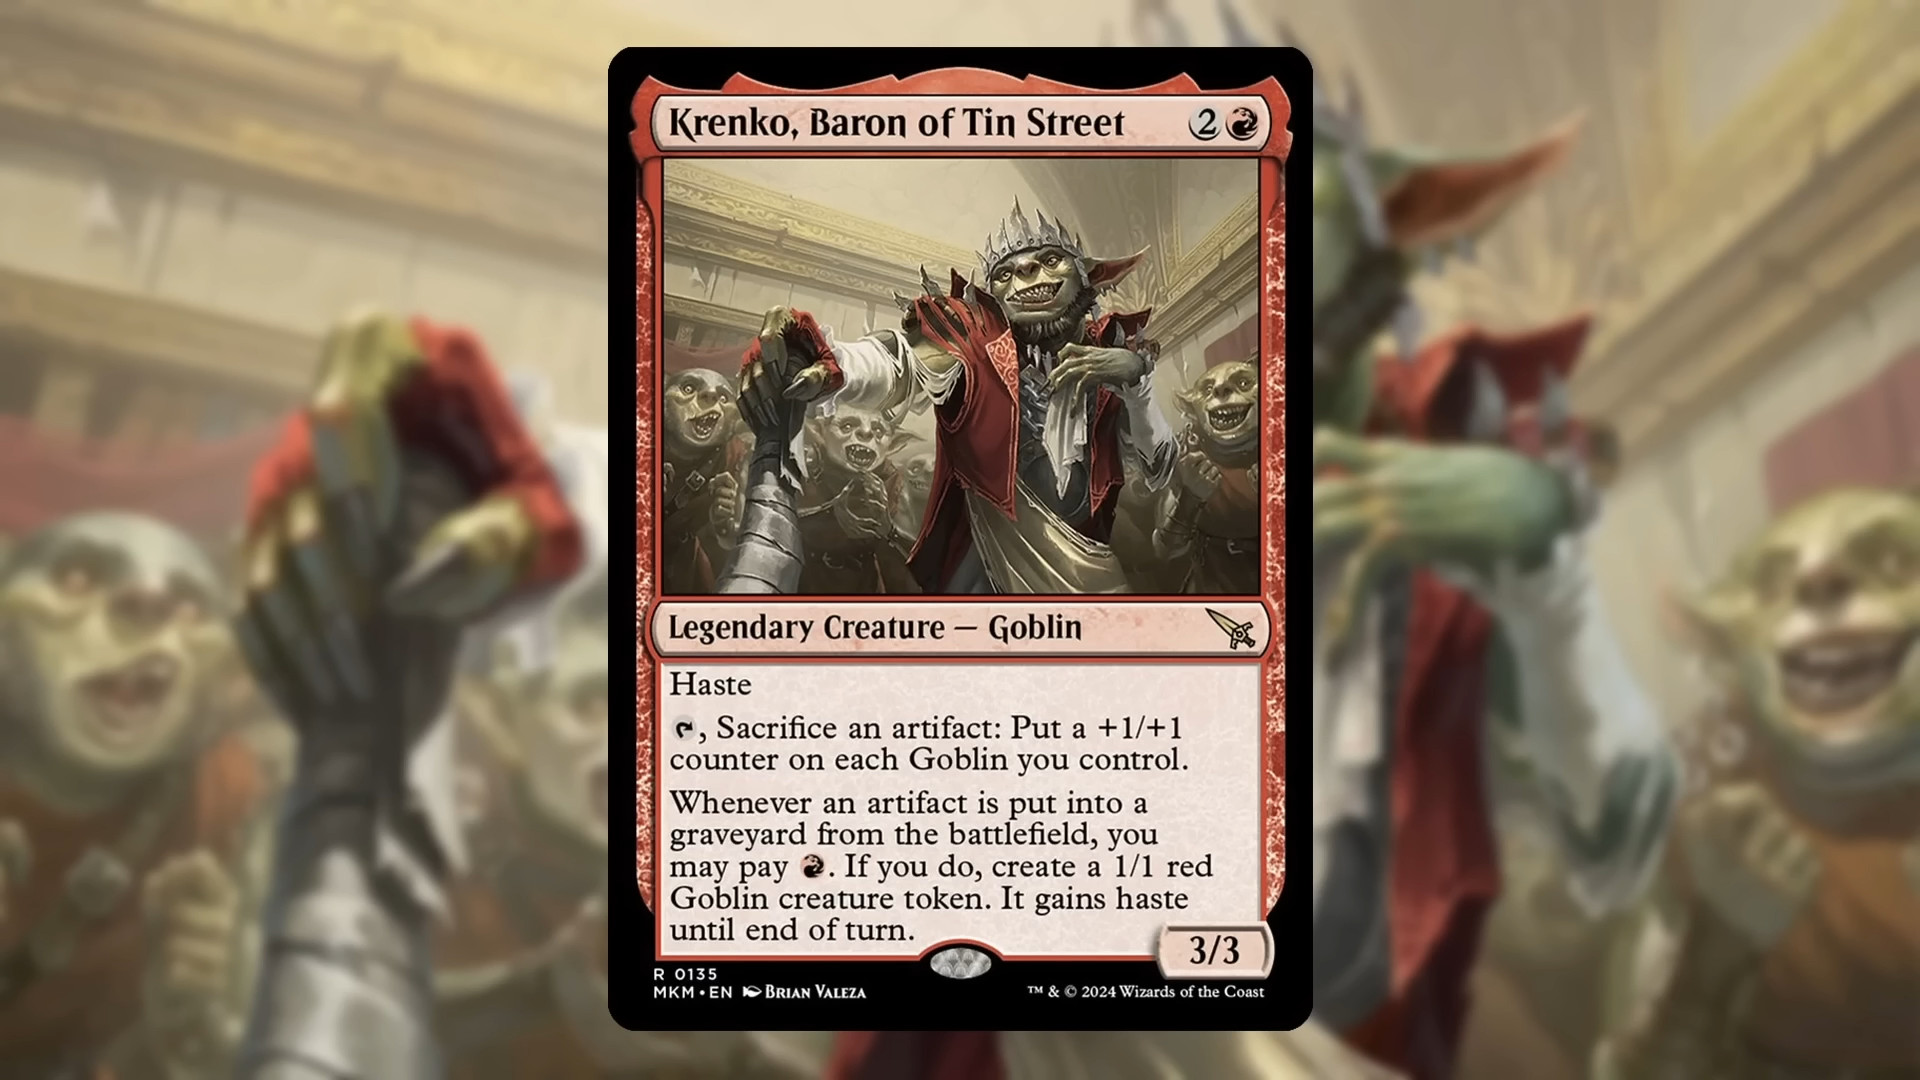 Krenko, Baron of Tin Street 2
Legendary Creature — Goblin
Haste
, Sacrifice an artifact: Put a +1/+1
counter on each Goblin you control.
Whenever an artifact is put into a
graveyard from the battlefield, you
may pay . If you do, create a 1/1 red
Goblin creature token. It gains haste
until end of turn.
3/3
R 0135
MKM • EN BRIAN VALEZA
™ & © 2024 Wizards of the Coast